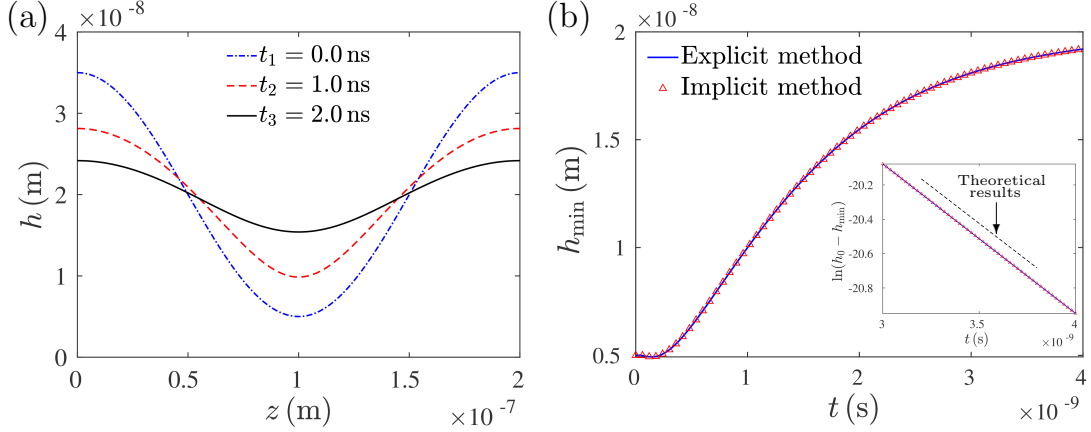 (a)
×10⁻⁸
4
3
2
1
0
h (m)
t₁ = 0.0 ns
t₂ = 1.0 ns
t₃ = 2.0 ns
0
0.5
1
1.5
2
z (m)
×10⁻⁷
(b)
×10⁻⁸
2
1.5
1
0.5
h_min (m)
Explicit method
Implicit method
0
1
2
3
4
t (s)
×10⁻⁹
Theoretical
results
-20.2
-20.4
-20.6
-20.8
ln(h₀ − h_min)
3
3.5
4
t (s)
×10⁻⁹